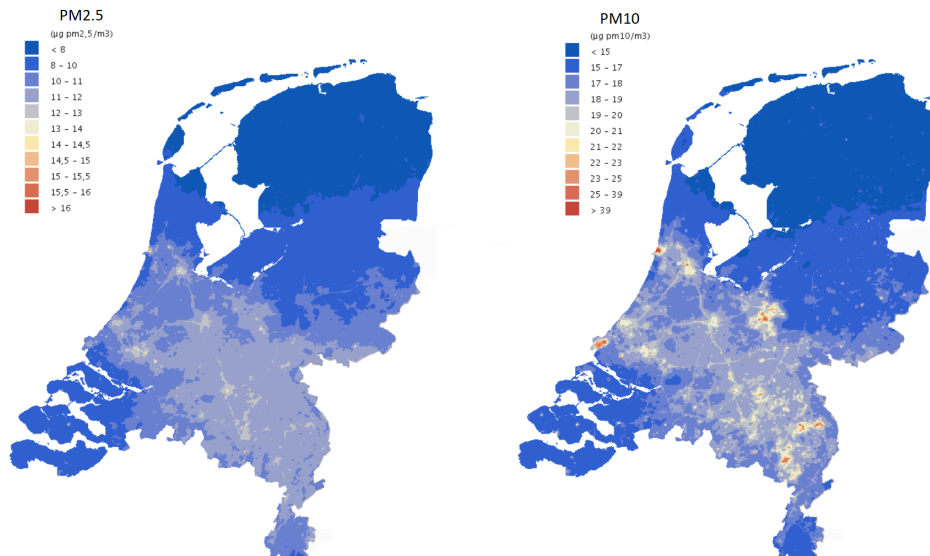 PM2.5
(µg pm2,5/m3)
< 8
8 – 10
10 – 11
11 – 12
12 – 13
13 – 14
14 – 14,5
14,5 – 15
15 – 15,5
15,5 – 16
> 16
PM10
(µg pm10/m3)
< 15
15 – 17
17 – 18
18 – 19
19 – 20
20 – 21
21 – 22
22 – 23
23 – 25
25 – 39
> 39